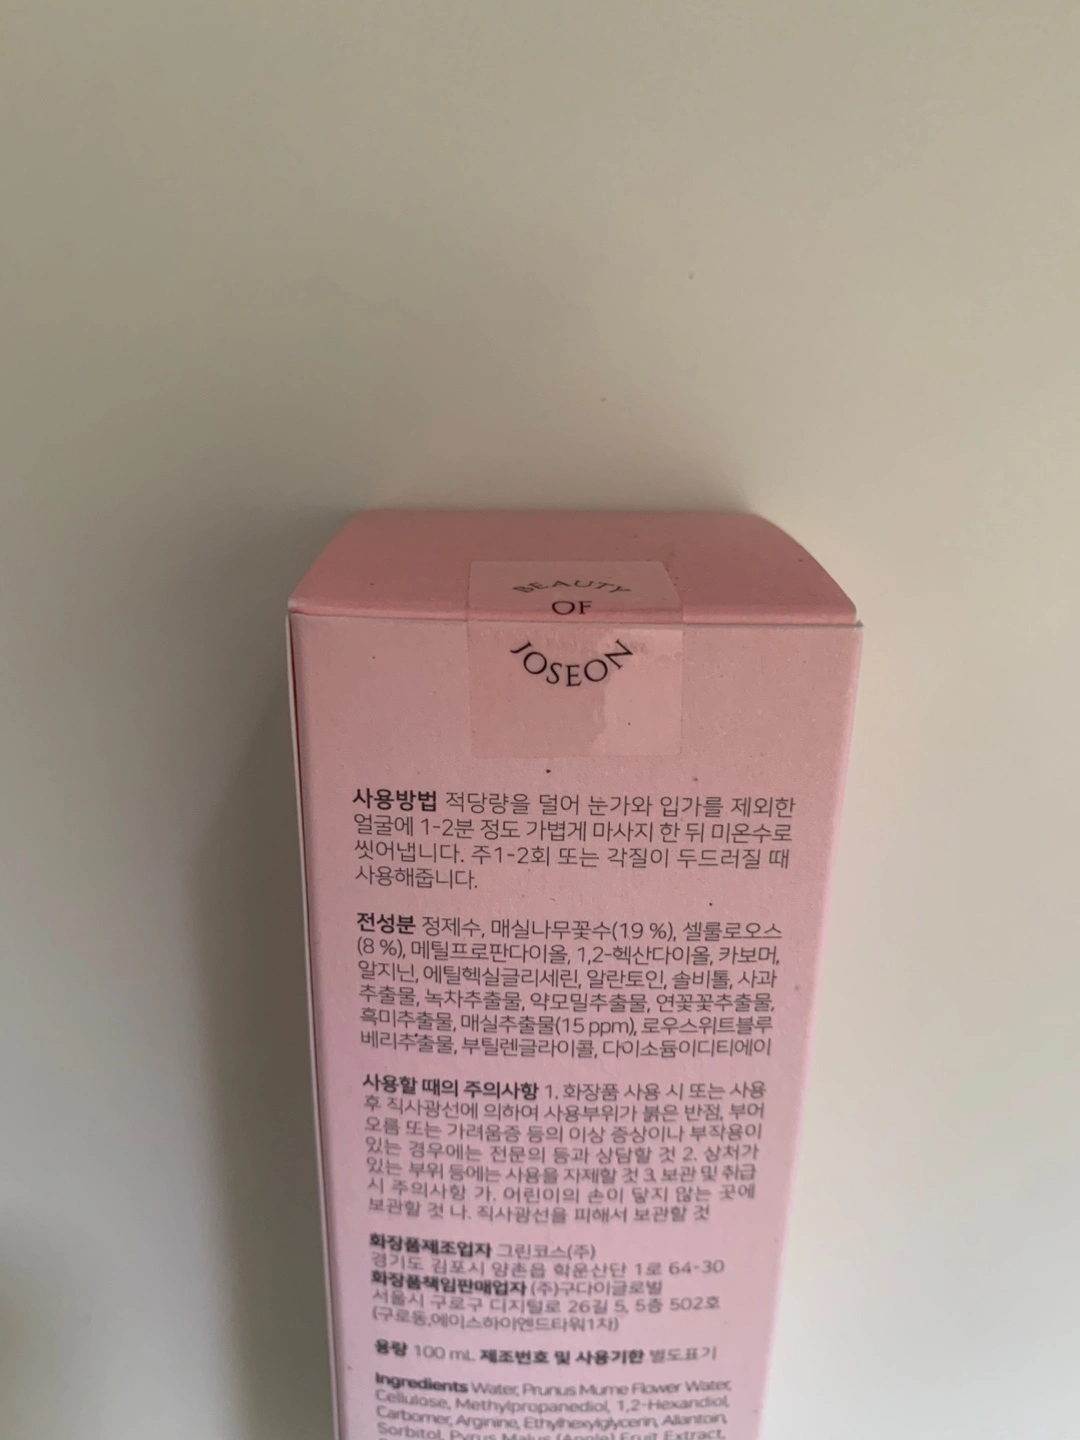 BEAUTY
OF
JOSEON
사용방법 적당량을 덜어 눈가와 입가를 제외한
얼굴에 1-2분 정도 가볍게 마사지 한 뒤 미온수로
씻어냅니다. 주1-2회 또는 각질이 두드러질 때
사용해줍니다.
전성분 정제수, 매실나무꽃수(19 %), 셀룰로오스
(8 %), 메틸프로판다이올, 1,2-헥산다이올, 카보머,
알지닌, 에틸헥실글리세린, 알란토인, 솔비톨, 사과
추출물, 녹차추출물, 약모밀추출물, 연꽃꽃추출물,
흑미추출물, 매실추출물(15 ppm), 로우스위트블루
베리추출물, 부틸렌글라이콜, 다이소듐이디티에이
사용할 때의 주의사항 1. 화장품 사용 시 또는 사용
후 직사광선에 의하여 사용부위가 붉은 반점, 부어
오름 또는 가려움증 등의 이상 증상이나 부작용이
있는 경우에는 전문의 등과 상담할 것 2. 상처가
있는 부위 등에는 사용을 자제할 것 3. 보관 및 취급
시 주의사항 가. 어린이의 손이 닿지 않는 곳에
보관할 것 나. 직사광선을 피해서 보관할 것
화장품제조업자 그린코스(주)
경기도 김포시 양촌읍 학운산단 1로 64-30
화장품책임판매업자 (주)구다이글로벌
서울시 구로구 디지털로 26길 5, 5층 502호
(구로동,에이스하이엔드타워1차)
용량 100 mL 제조번호 및 사용기한 별도표기
Ingredients Water, Prunus Mume Flower Water,
Cellulose, Methylpropanediol, 1,2-Hexandiol,
Carbomer, Arginine, Ethylhexylglycerin, Allantoin,
Sorbitol, Pyrus Malus (Apple) Fruit Extract,